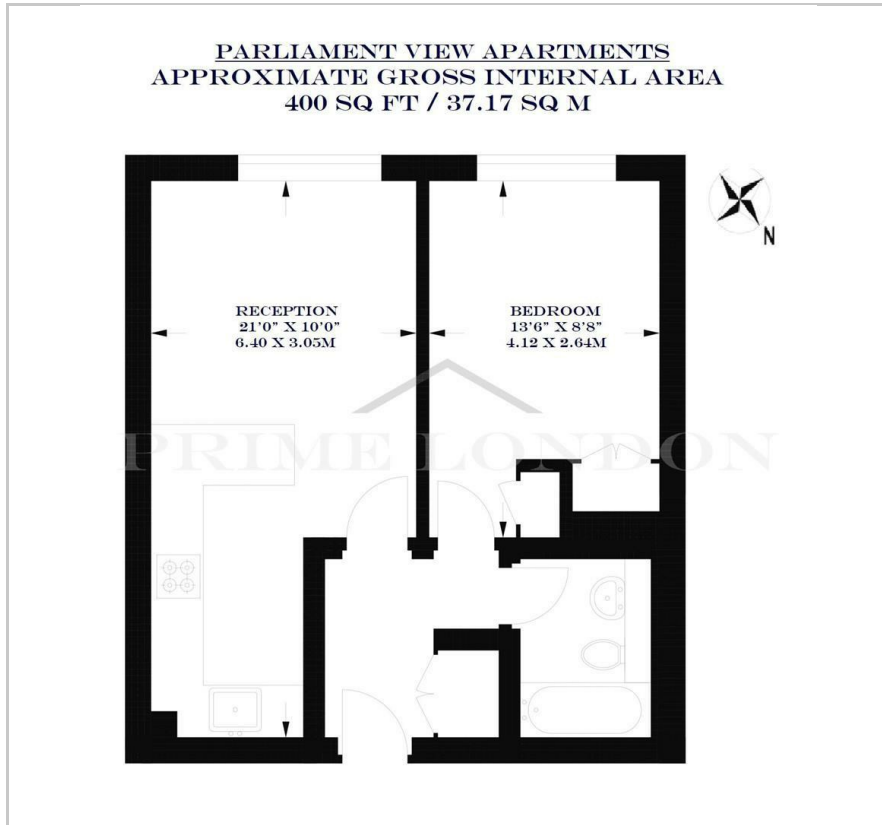 PARLIAMENT VIEW APARTMENTS
APPROXIMATE GROSS INTERNAL AREA
400 SQ FT / 37.17 SQ M
N
RECEPTION
21'0" X 10'0"
6.40 X 3.05M
BEDROOM
13'6" X 8'8"
4.12 X 2.64M
PRIME LONDON